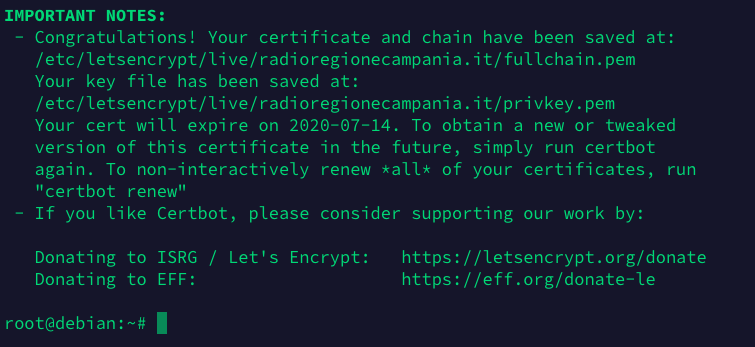 IMPORTANT NOTES:
- Congratulations! Your certificate and chain have been saved at:
/etc/letsencrypt/live/radioregionecampania.it/fullchain.pem
Your key file has been saved at:
/etc/letsencrypt/live/radioregionecampania.it/privkey.pem
Your cert will expire on 2020-07-14. To obtain a new or tweaked
version of this certificate in the future, simply run certbot
again. To non-interactively renew *all* of your certificates, run
"certbot renew"
- If you like Certbot, please consider supporting our work by:
Donating to ISRG / Let's Encrypt:   https://letsencrypt.org/donate
Donating to EFF:                    https://eff.org/donate-le
root@debian:~#